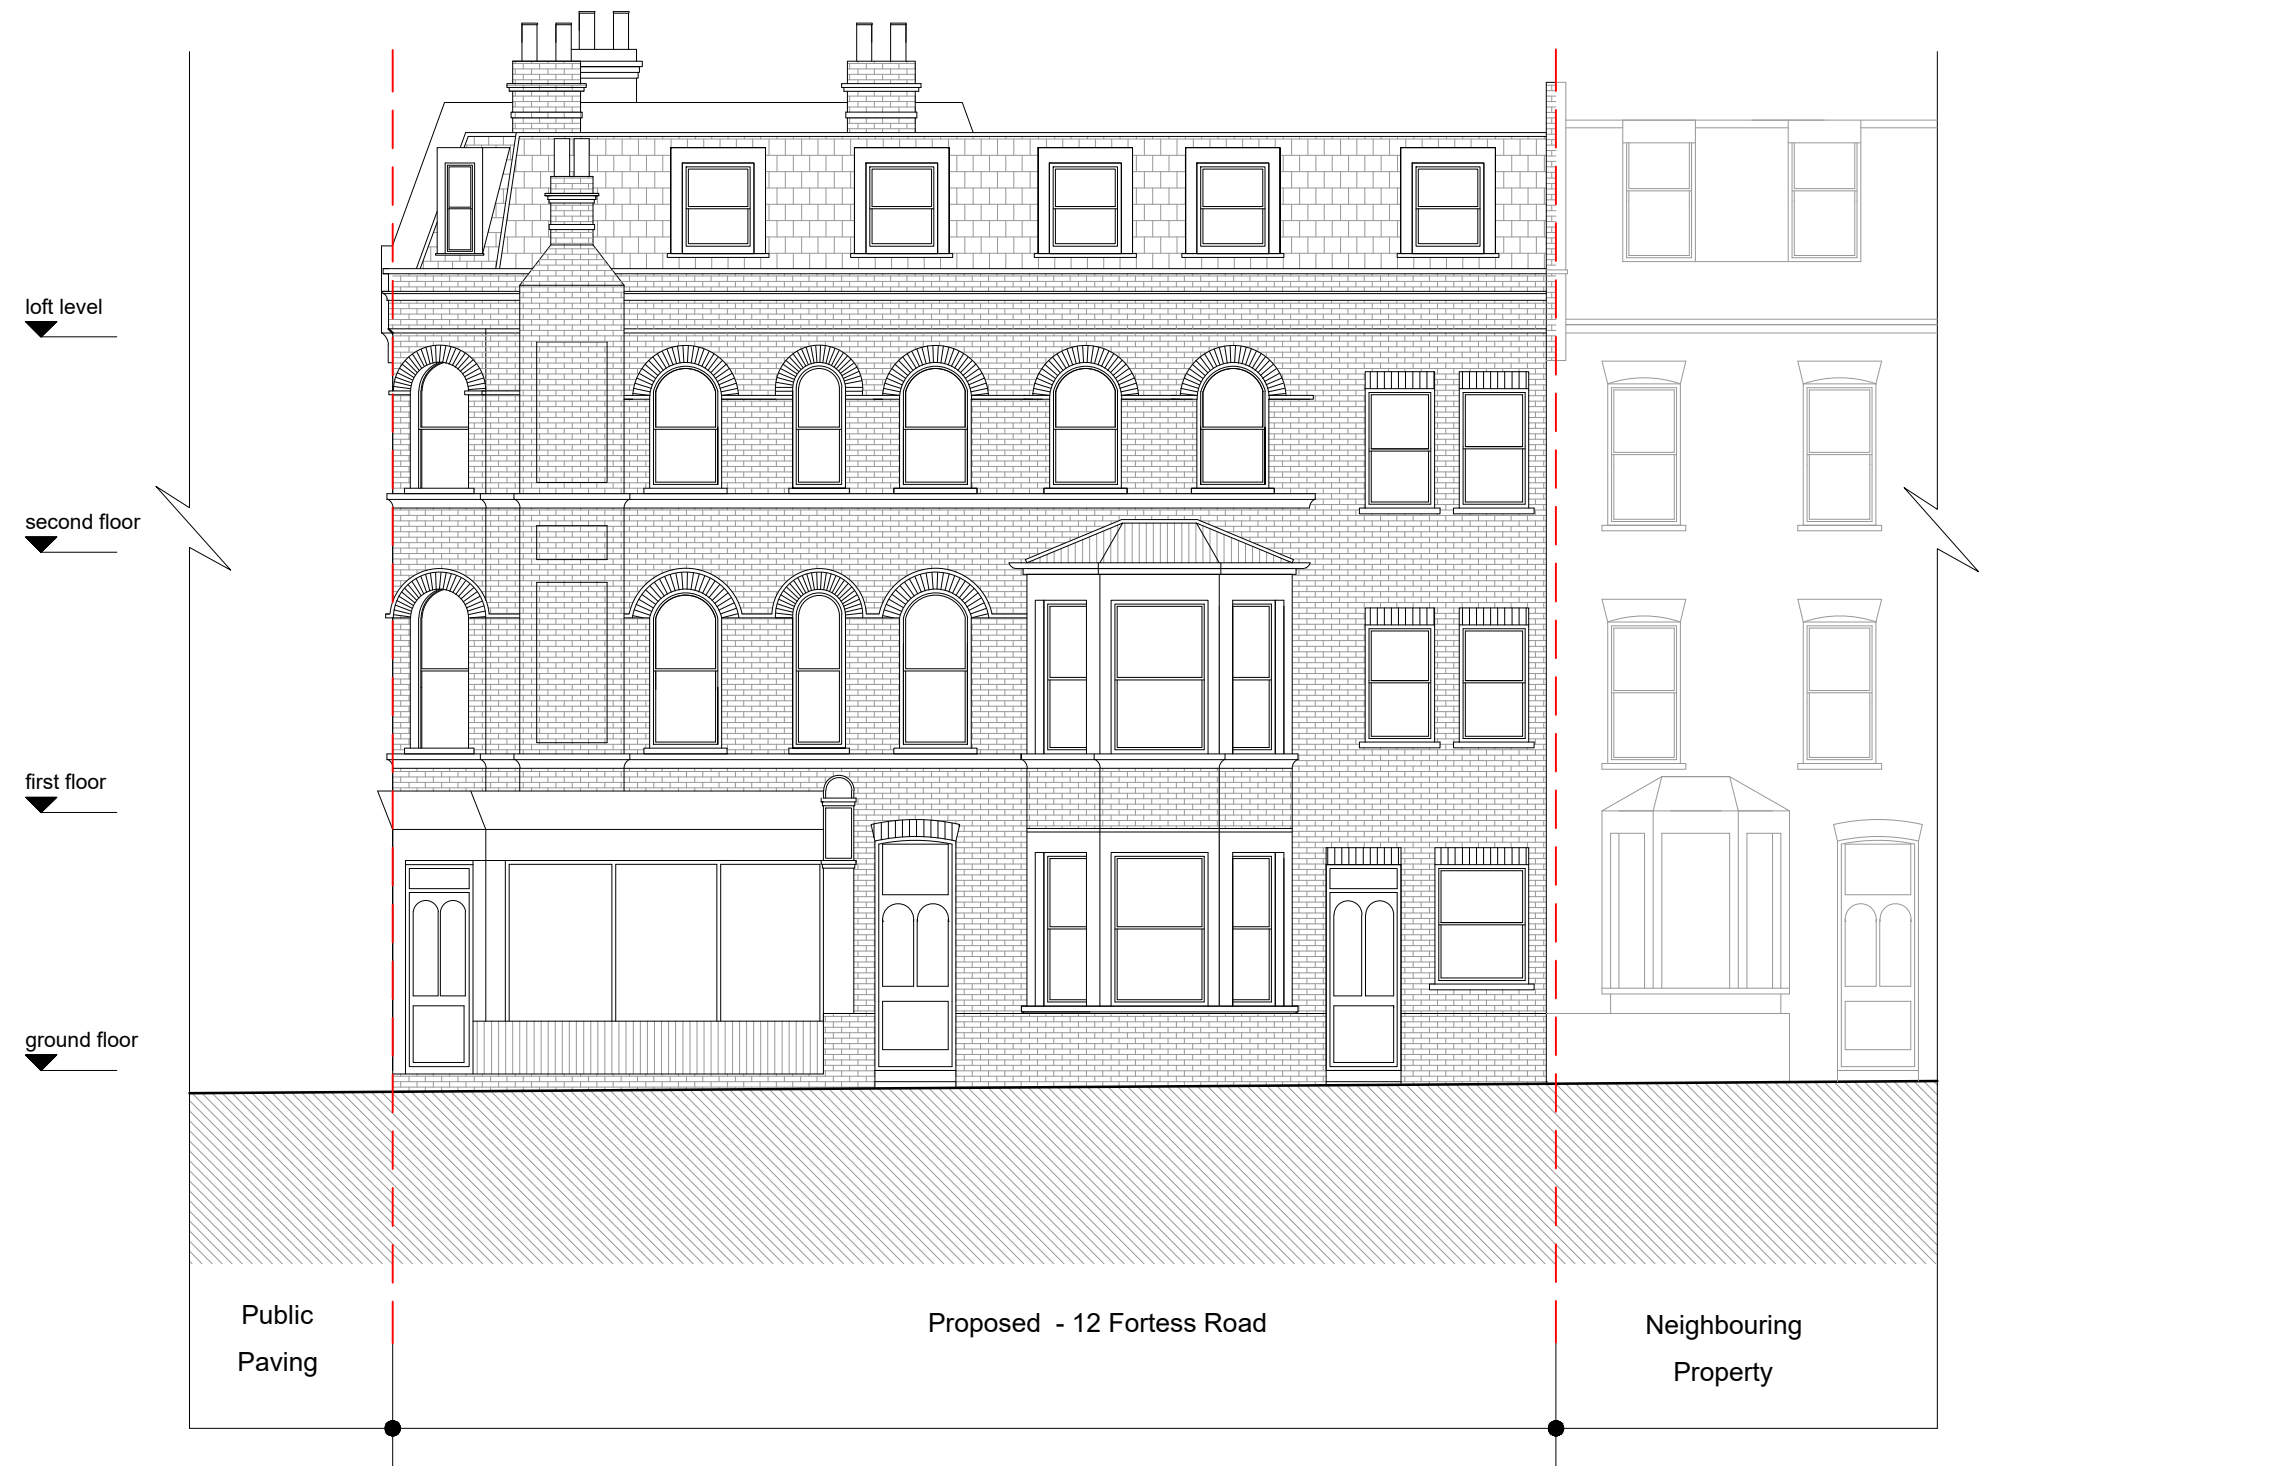 loft level
second floor
first floor
ground floor
Public
Paving
Proposed  - 12 Fortess Road
Neighbouring
Property